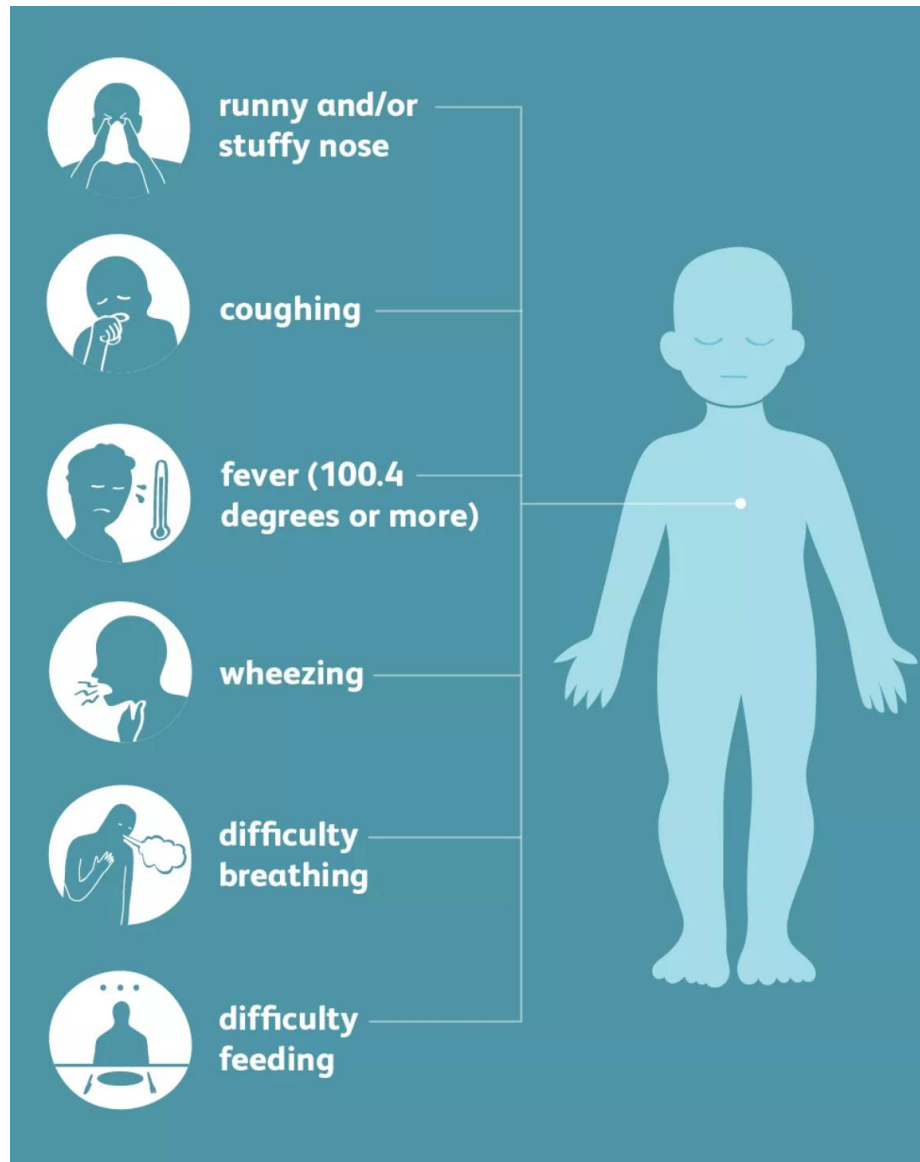 runny and/or
stuffy nose
coughing
fever (100.4
degrees or more)
wheezing
difficulty
breathing
difficulty
feeding